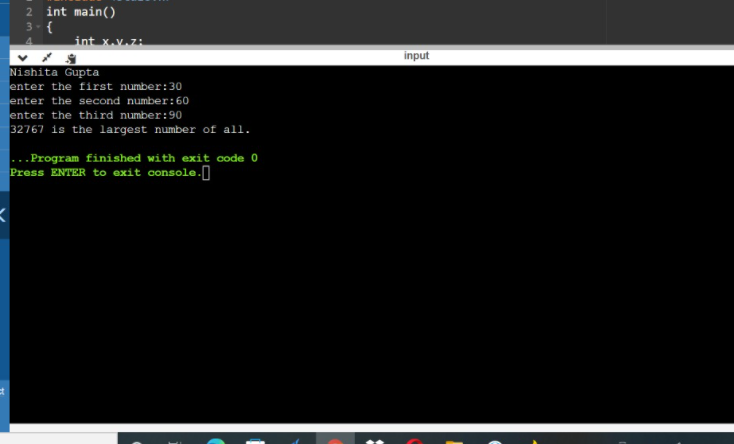 2 int main()
3 {
4 int x,y,z;
input
Nishita Gupta
enter the first number:30
enter the second number:60
enter the third number:90
32767 is the largest number of all.
...Program finished with exit code 0
Press ENTER to exit console.